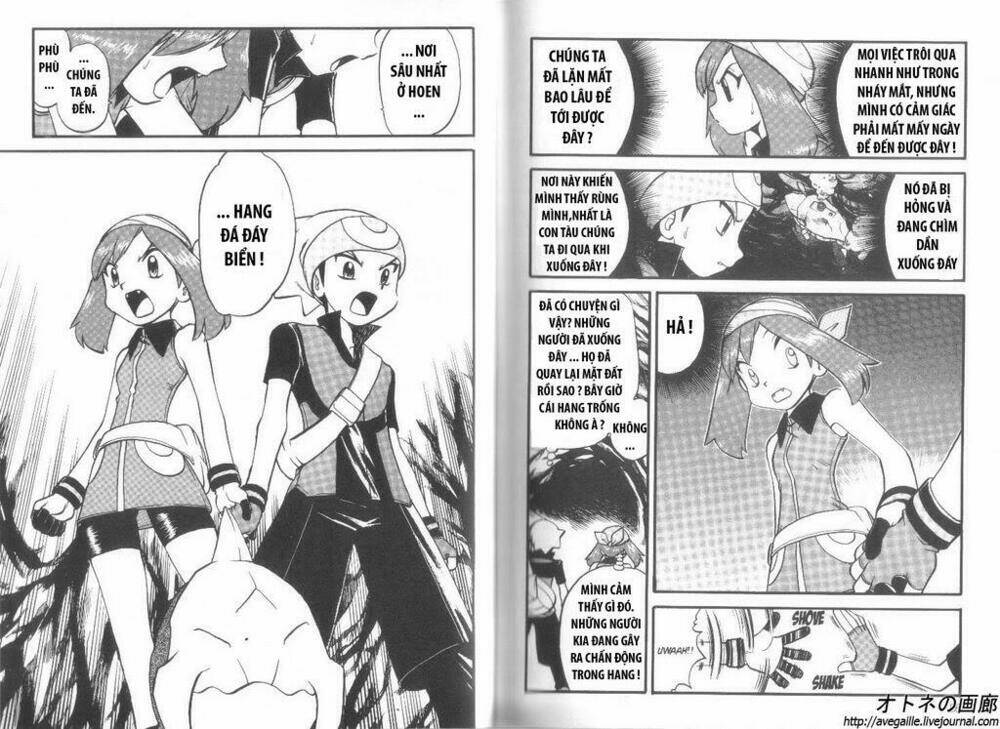 PHÙ
PHÙ
...
...
CHÚNG
TA ĐÃ
ĐẾN.
... NƠI
SÂU NHẤT
Ở HOEN
...
... HANG
ĐÁ ĐÁY
BIỂN !
CHÚNG TA
ĐÃ LẶN MẤT
BAO LÂU ĐỂ
TỚI ĐƯỢC
ĐÂY ?
MỌI VIỆC TRÔI QUA
NHANH NHƯ TRONG
NHÁY MẮT, NHƯNG
MÌNH CÓ CẢM GIÁC
PHẢI MẤT MẤY NGÀY
ĐỂ ĐẾN ĐƯỢC ĐÂY !
NƠI NÀY KHIẾN
MÌNH THẤY RÙNG
MÌNH,NHẤT LÀ
CON TÀU CHÚNG
TA ĐI QUA KHI
XUỐNG ĐÂY !
NÓ ĐÃ BỊ
HỎNG VÀ
ĐANG CHÌM
DẦN
XUỐNG ĐÁY
ĐÃ CÓ CHUYỆN GÌ
VẬY? NHỮNG
NGƯỜI ĐÃ XUỐNG
ĐÂY ... HỌ ĐÃ
QUAY LẠI MẶT ĐẤT
RỒI SAO ? BÂY GIỜ
CÁI HANG TRỐNG
KHÔNG À ?
KHÔNG
...
MÌNH CẢM
THẤY GÌ ĐÓ.
NHỮNG NGƯỜI
KIA ĐANG GÂY
RA CHẤN ĐỘNG
TRONG HANG !
HẢ !
UWAAH!!
SHOVE
SHAKE
オトネの画廊
http://avegaille.livejournal.com/